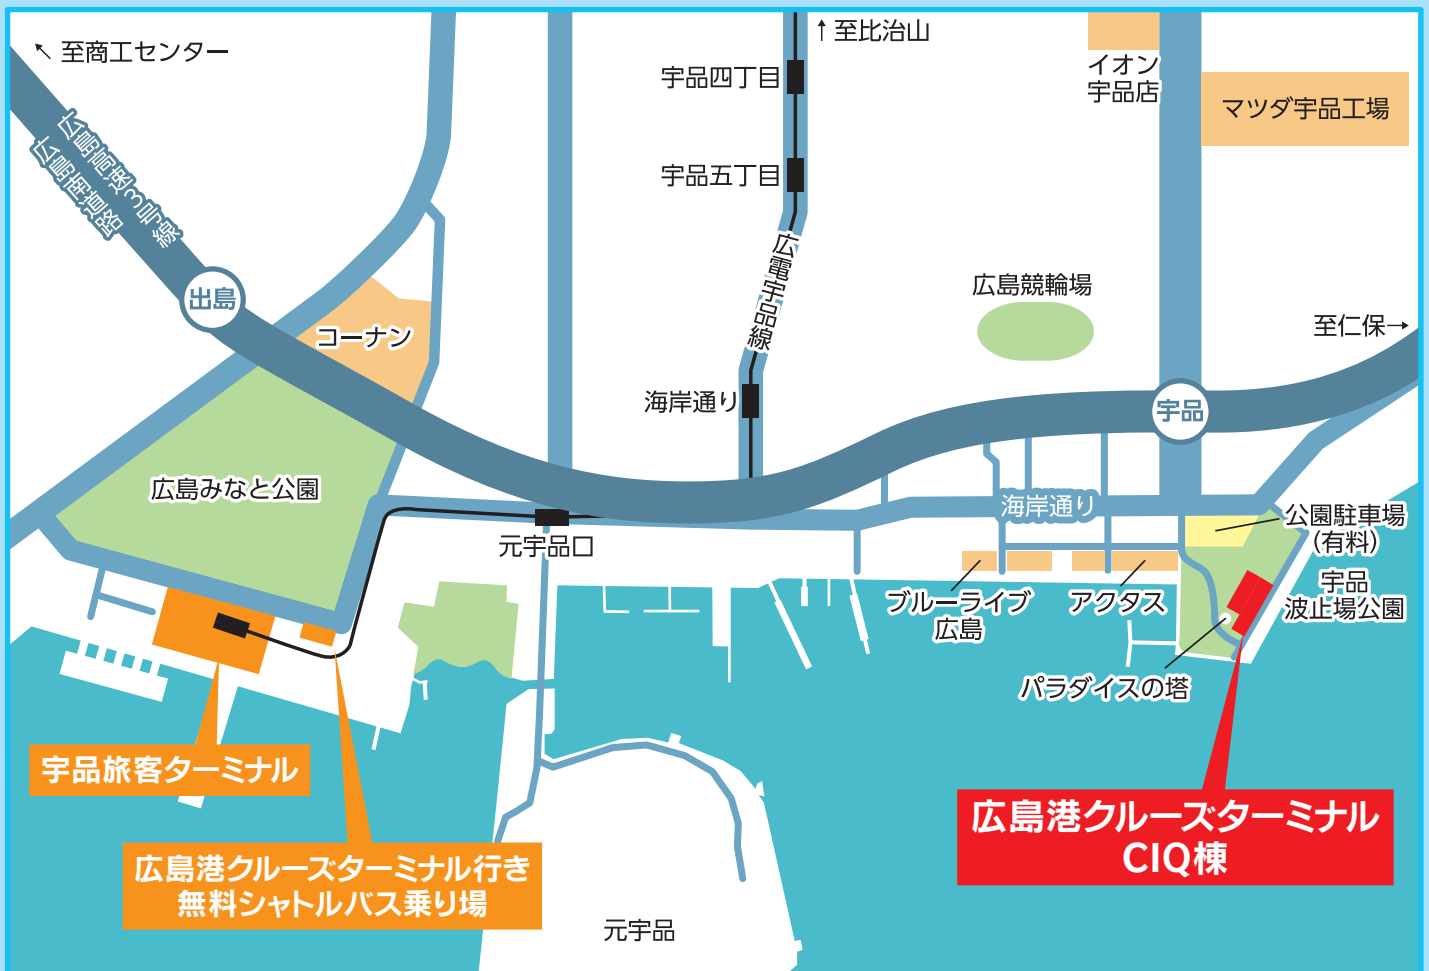 至商工センター
↑至比治山
宇品四丁目
イオン
宇品店
マツダ宇品工場
広島高速3号線
広島南道路
宇品五丁目
広電宇品線
出島
広島競輪場
コーナン
至仁保→
海岸通り
宇品
広島みなと公園
海岸通り
公園駐車場
(有料)
元宇品口
宇品
波止場公園
ブルーライブ
広島
アクタス
パラダイスの塔
宇品旅客ターミナル
広島港クルーズターミナル
CIQ棟
広島港クルーズターミナル行き
無料シャトルバス乗り場
元宇品